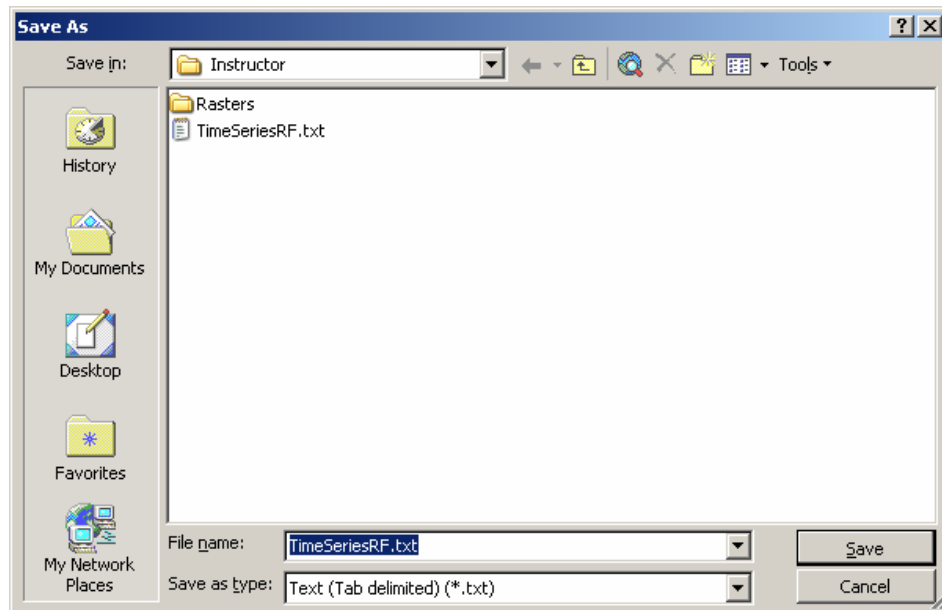 Save As
Save in:
Instructor
Tools
Rasters
TimeSeriesRF.txt
History
My Documents
Desktop
Favorites
My Network
Places
File name:
TimeSeriesRF.txt
Save
Save as type:
Text (Tab delimited) (*.txt)
Cancel